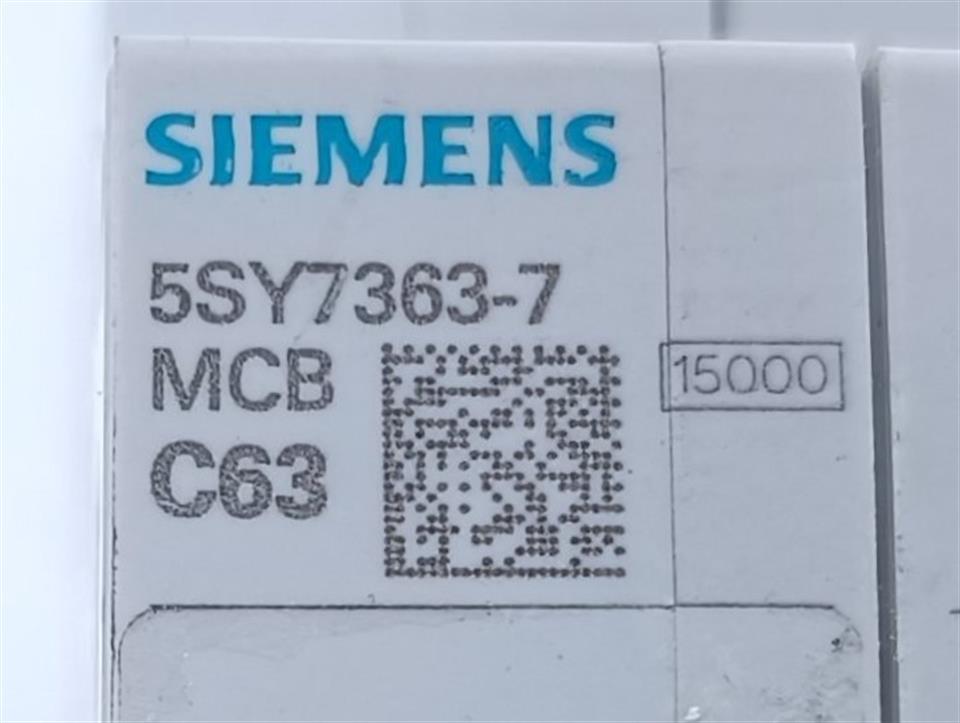 SIEMENS
5SY7363-7
MCB
15000
C63